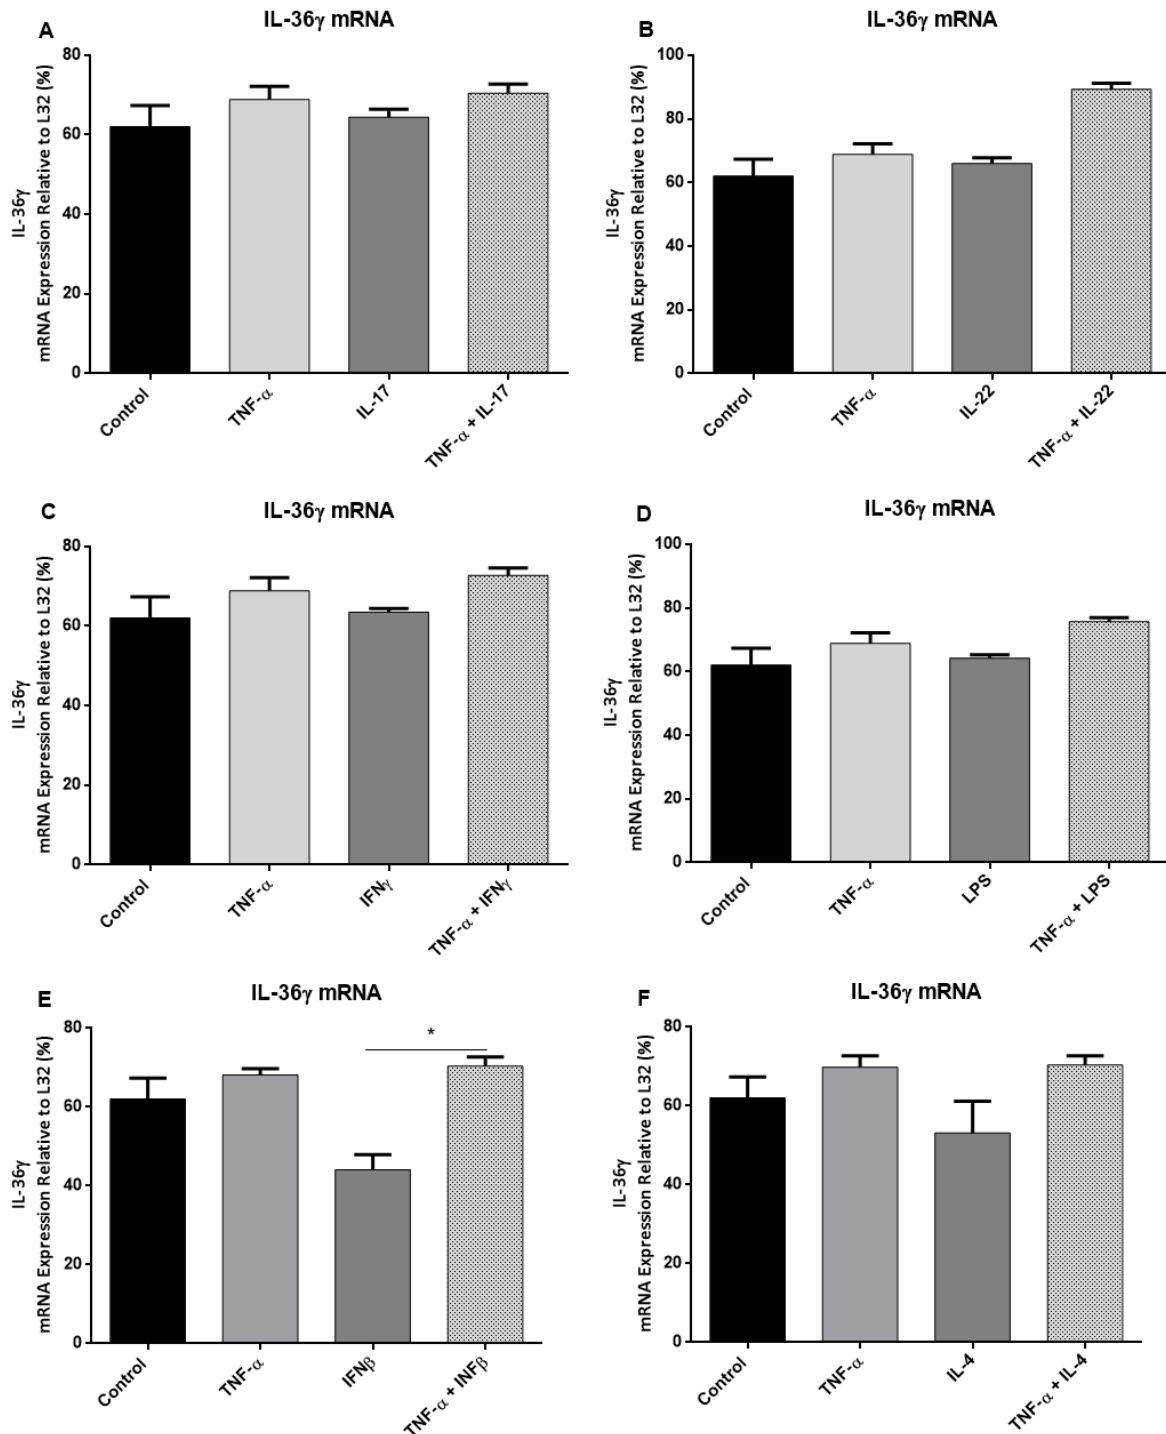 A
IL-36γ mRNA
IL-36γ
mRNA Expression Relative to L32 (%)
80
60
40
20
0
Control
TNF-α
IL-17
TNF-α + IL-17
B
IL-36γ mRNA
IL-36γ
mRNA Expression Relative to L32 (%)
100
80
60
40
20
0
Control
TNF-α
IL-22
TNF-α + IL-22
C
IL-36γ mRNA
IL-36γ
mRNA Expression Relative to L32 (%)
80
60
40
20
0
Control
TNF-α
IFNγ
TNF-α + IFNγ
D
IL-36γ mRNA
IL-36γ
mRNA Expression Relative to L32 (%)
100
80
60
40
20
0
Control
TNF-α
LPS
TNF-α + LPS
E
IL-36γ mRNA
IL-36γ
mRNA Expression Relative to L32 (%)
80
60
40
20
0
*
Control
TNF-α
IFNβ
TNF-α + INFβ
F
IL-36γ mRNA
IL-36γ
mRNA Expression Relative to L32 (%)
80
60
40
20
0
Control
TNF-α
IL-4
TNF-α + IL-4